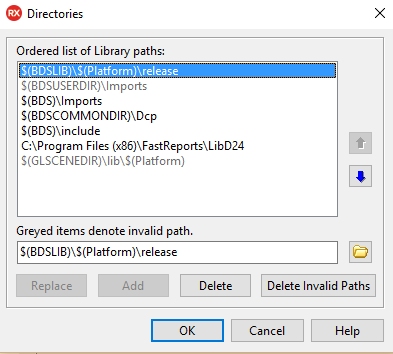 RX Directories
Ordered list of Library paths:
$(BDSLIB)\$(Platform)\release
$(BDSUSERDIR)\Imports
$(BDS)\Imports
$(BDSCOMMONDIR)\Dcp
$(BDS)\include
C:\Program Files (x86)\FastReports\LibD24
$(GLSCENEDIR)\lib\$(Platform)
Greyed items denote invalid path.
$(BDSLIB)\$(Platform)\release
Replace Add Delete Delete Invalid Paths
OK Cancel Help